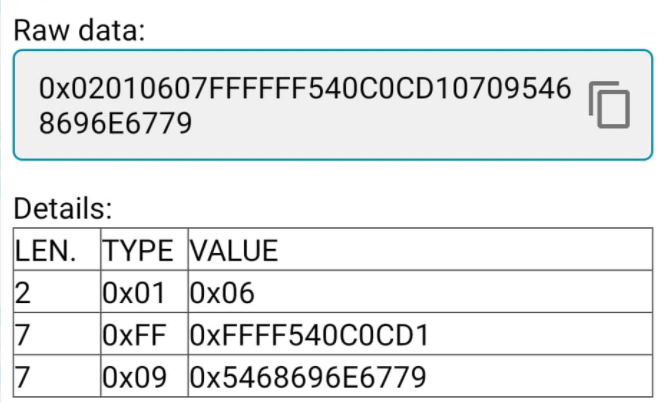 Raw data:
0x02010607FFFFFF540C0CD10709546
8696E6779
Details:
LEN. TYPE VALUE
2 0x01 0x06
7 0xFF 0xFFFF540C0CD1
7 0x09 0x5468696E6779